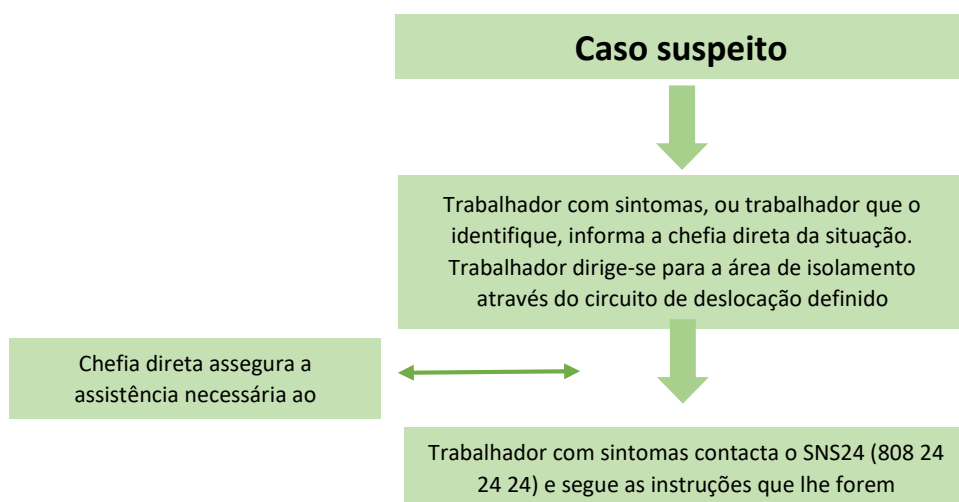 Caso suspeito
Trabalhador com sintomas, ou trabalhador que o
identifique, informa a chefia direta da situação.
Trabalhador dirige-se para a área de isolamento
através do circuito de deslocação definido
Chefia direta assegura a
assistência necessária ao
Trabalhador com sintomas contacta o SNS24 (808 24
24 24) e segue as instruções que lhe forem